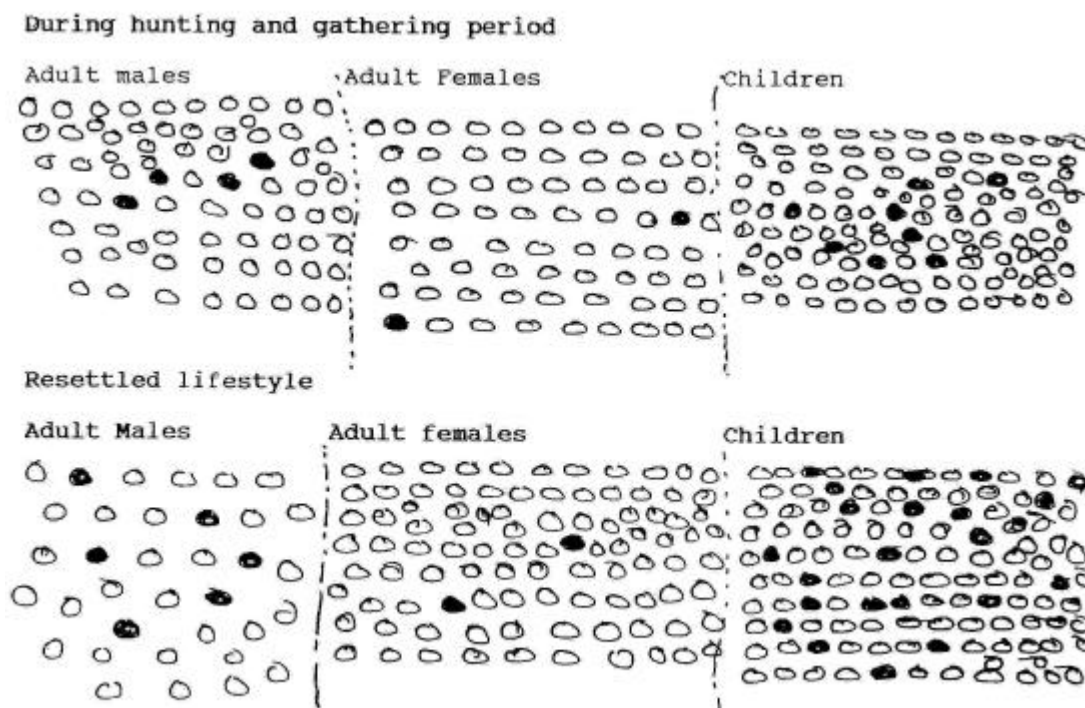 During hunting and gathering period
Adult males Adult Females Children
Resettled lifestyle
Adult Males Adult females Children